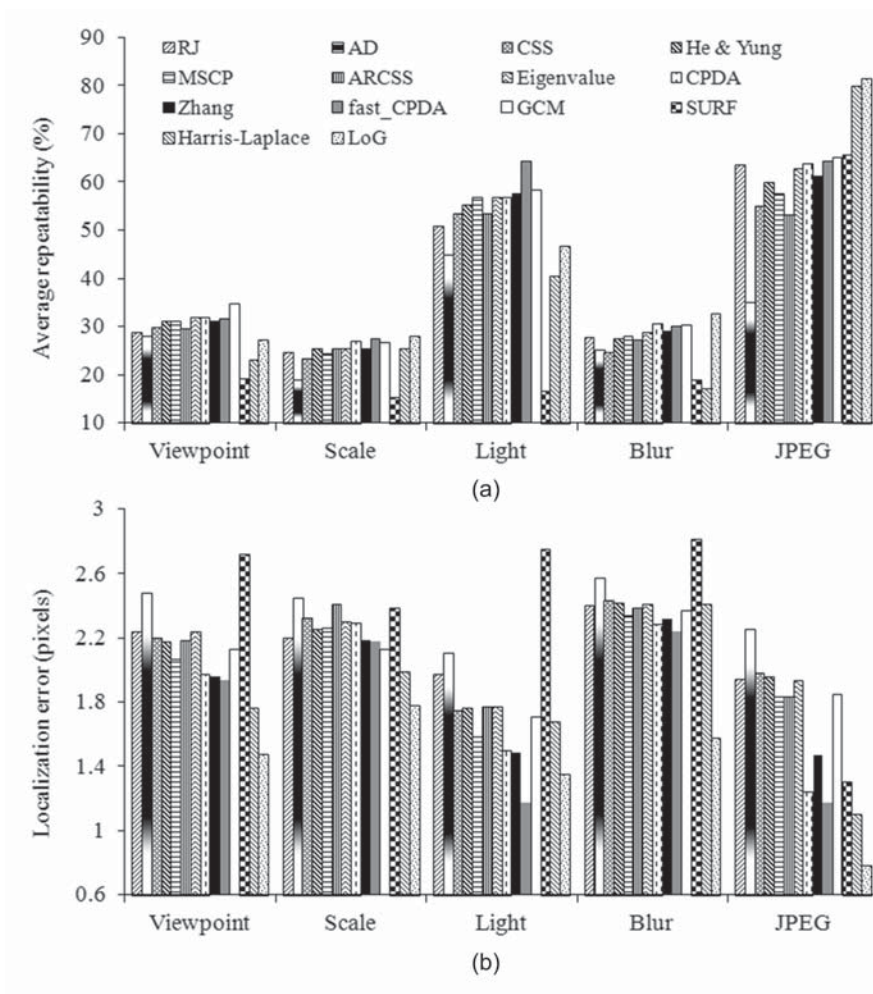 90
80
70
60
50
40
30
20
10
Average repeatability (%)
RJ AD CSS He & Yung
MSCP ARCSS Eigenvalue CPDA
Zhang fast_CPDA GCM SURF
Harris-Laplace LoG
Viewpoint Scale Light Blur JPEG
(a)
3
2.6
2.2
1.8
1.4
1
0.6
Localization error (pixels)
Viewpoint Scale Light Blur JPEG
(b)